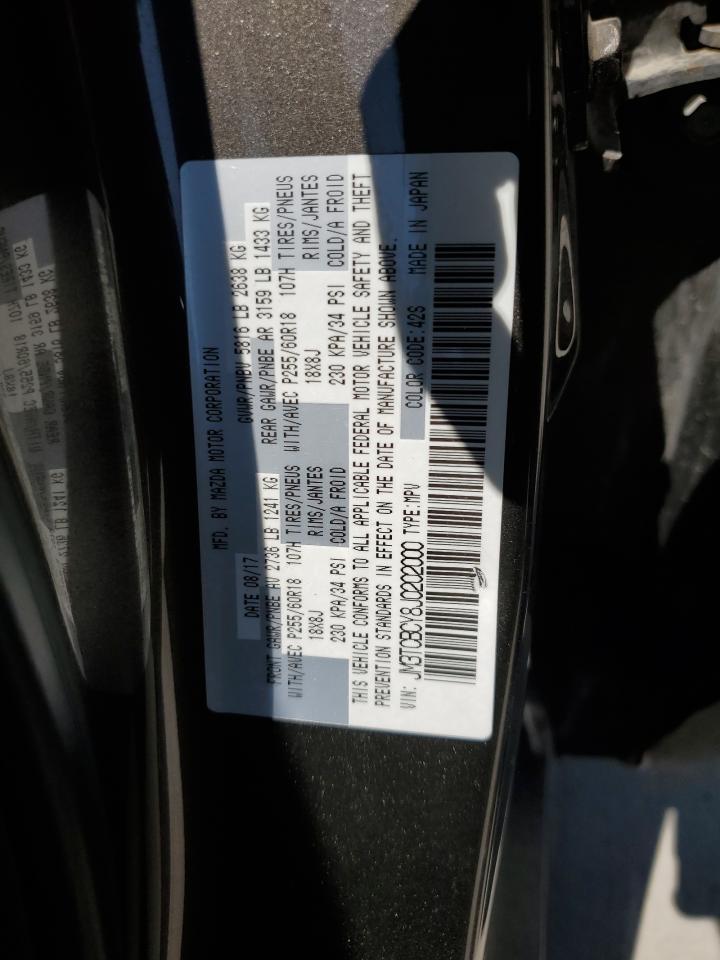 MFD. BY MAZDA MOTOR CORPORATION
DATE 08/17 GVWR/PNBV 5816 LB 2638 KG
FRONT GAWR/PNBE AV 2736 LB 1241 KG REAR GAWR/PNBE AR 3159 LB 1433 KG
WITH/AVEC P255/60R18 107H TIRES/PNEUS WITH/AVEC P255/60R18 107H TIRES/PNEUS
18X8J RIMS/JANTES 18X8J RIMS/JANTES
230 KPA/34 PSI COLD/A FROID 230 KPA/34 PSI COLD/A FROID
THIS VEHICLE CONFORMS TO ALL APPLICABLE FEDERAL MOTOR VEHICLE SAFETY AND THEFT
PREVENTION STANDARDS IN EFFECT ON THE DATE OF MANUFACTURE SHOWN ABOVE.
VIN: JM3TCBCY8J0202000 TYPE:MPV COLOR CODE:42S MADE IN JAPAN